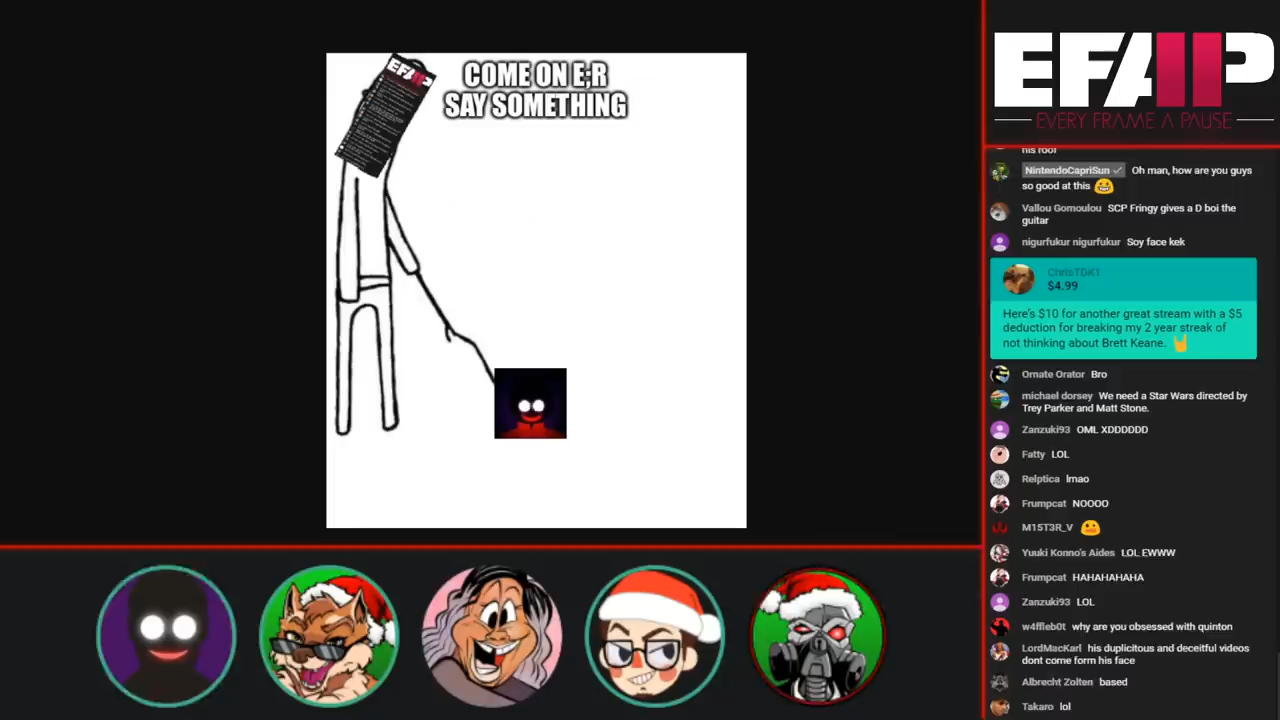 COME ON E;R
SAY SOMETHING
EFAP
EFAP
EVERY FRAME A PAUSE
his foot
NintendoCapriSun ✓ Oh man, how are you guys
so good at this 😀
Vallou Gomoulou SCP Fringy gives a D boi the
guitar
nigurfukur nigurfukur Soy face kek
ChrisTDK1
$4.99
Here's $10 for another great stream with a $5
deduction for breaking my 2 year streak of
not thinking about Brett Keane. 🤘
Ornate Orator Bro
michael dorsey We need a Star Wars directed by
Trey Parker and Matt Stone.
Zanzuki93 OML XDDDDDD
Fatty LOL
Relptica lmao
Frumpcat NOOOO
M15T3R_V
Yuuki Konno's Aides LOL EWWW
Frumpcat HAHAHAHAHA
Zanzuki93 LOL
w4ffleb0t why are you obsessed with quinton
LordMacKarl his duplicitous and deceitful videos
dont come form his face
Albrecht Zolten based
Takaro lol